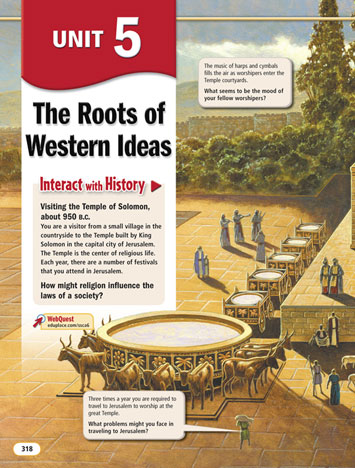 UNIT 5
The Roots of
Western Ideas
Interact with History
Visiting the Temple of Solomon,
about 950 B.C.
You are a visitor from a small village in the
countryside to the Temple built by King
Solomon in the capital city of Jerusalem.
The Temple is the center of religious life.
Each year, there are a number of festivals
that you attend in Jerusalem.
How might religion influence the
laws of a society?
WebQuest
eduplace.com/ssca6
The music of harps and cymbals
fills the air as worshipers enter the
Temple courtyards.
What seems to be the mood of
your fellow worshipers?
Three times a year you are required to
travel to Jerusalem to worship at the
great Temple.
What problems might you face in
traveling to Jerusalem?
318